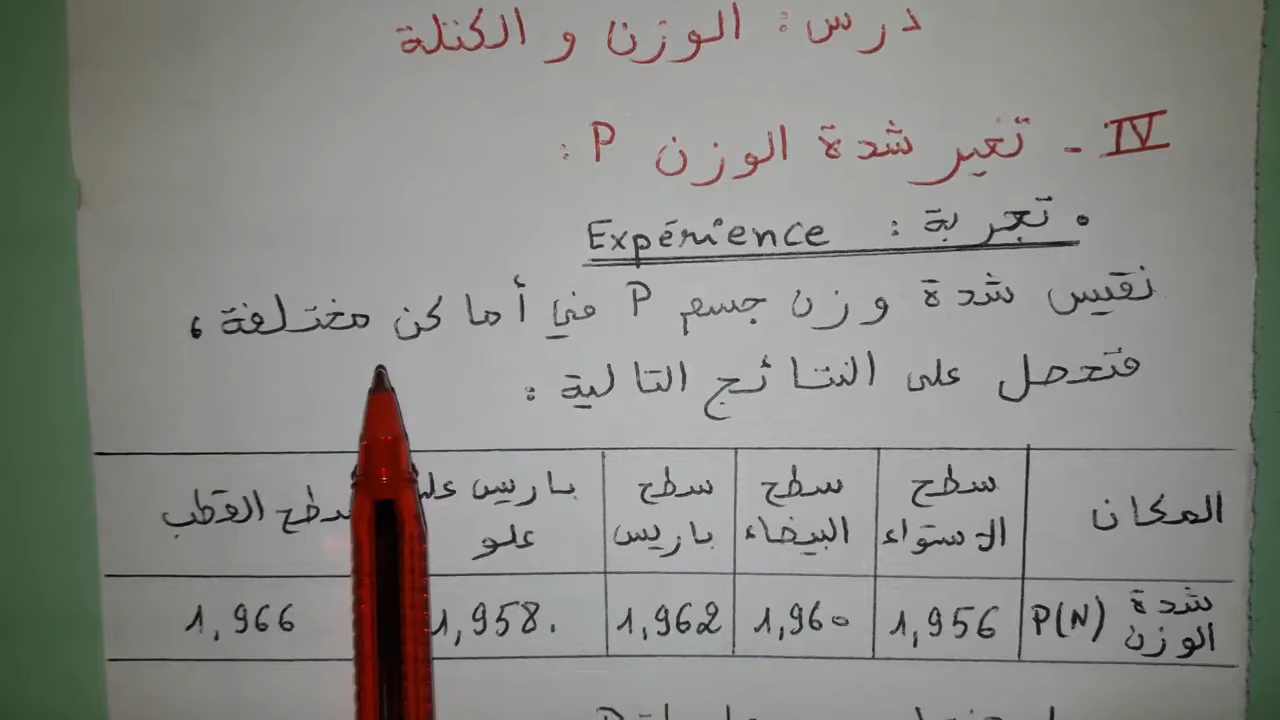 درس: الوزن و الكتلة
IV - تغير شدة الوزن P :
• تجربة : Expérience
نقيس شدة وزن جسم P في أماكن مختلفة ،
فتحصل على النتائج التالية :
المكان
سطح الاستواء
سطح البيضاء
سطح باريس
باريس على علو
سطح القطب
شدة الوزن P(N)
1,956
1,960
1,962
1,958.
1,966